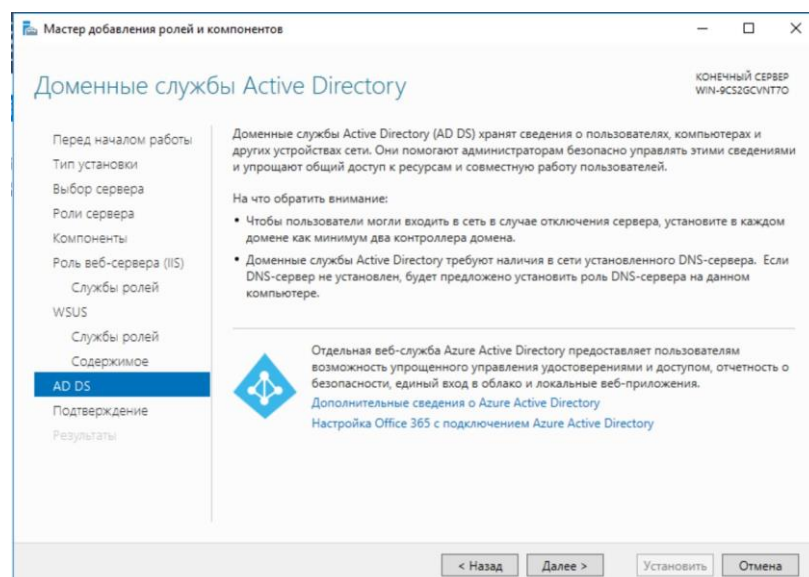 Мастер добавления ролей и компонентов
Доменные службы Active Directory
КОНЕЧНЫЙ СЕРВЕР
WIN-9CS2GCVNT7O
Перед началом работы
Тип установки
Выбор сервера
Роли сервера
Компоненты
Роль веб-сервера (IIS)
Службы ролей
WSUS
Службы ролей
Содержимое
AD DS
Подтверждение
Результаты
Доменные службы Active Directory (AD DS) хранят сведения о пользователях, компьютерах и
других устройствах сети. Они помогают администраторам безопасно управлять этими сведениями
и упрощают общий доступ к ресурсам и совместную работу пользователей.
На что обратить внимание:
• Чтобы пользователи могли входить в сеть в случае отключения сервера, установите в каждом
домене как минимум два контроллера домена.
• Доменные службы Active Directory требуют наличия в сети установленного DNS-сервера. Если
DNS-сервер не установлен, будет предложено установить роль DNS-сервера на данном
компьютере.
Отдельная веб-служба Azure Active Directory предоставляет пользователям
возможность упрощенного управления удостоверениями и доступом, отчетность о
безопасности, единый вход в облако и локальные веб-приложения.
Дополнительные сведения о Azure Active Directory
Настройка Office 365 с подключением Azure Active Directory
< Назад
Далее >
Установить
Отмена